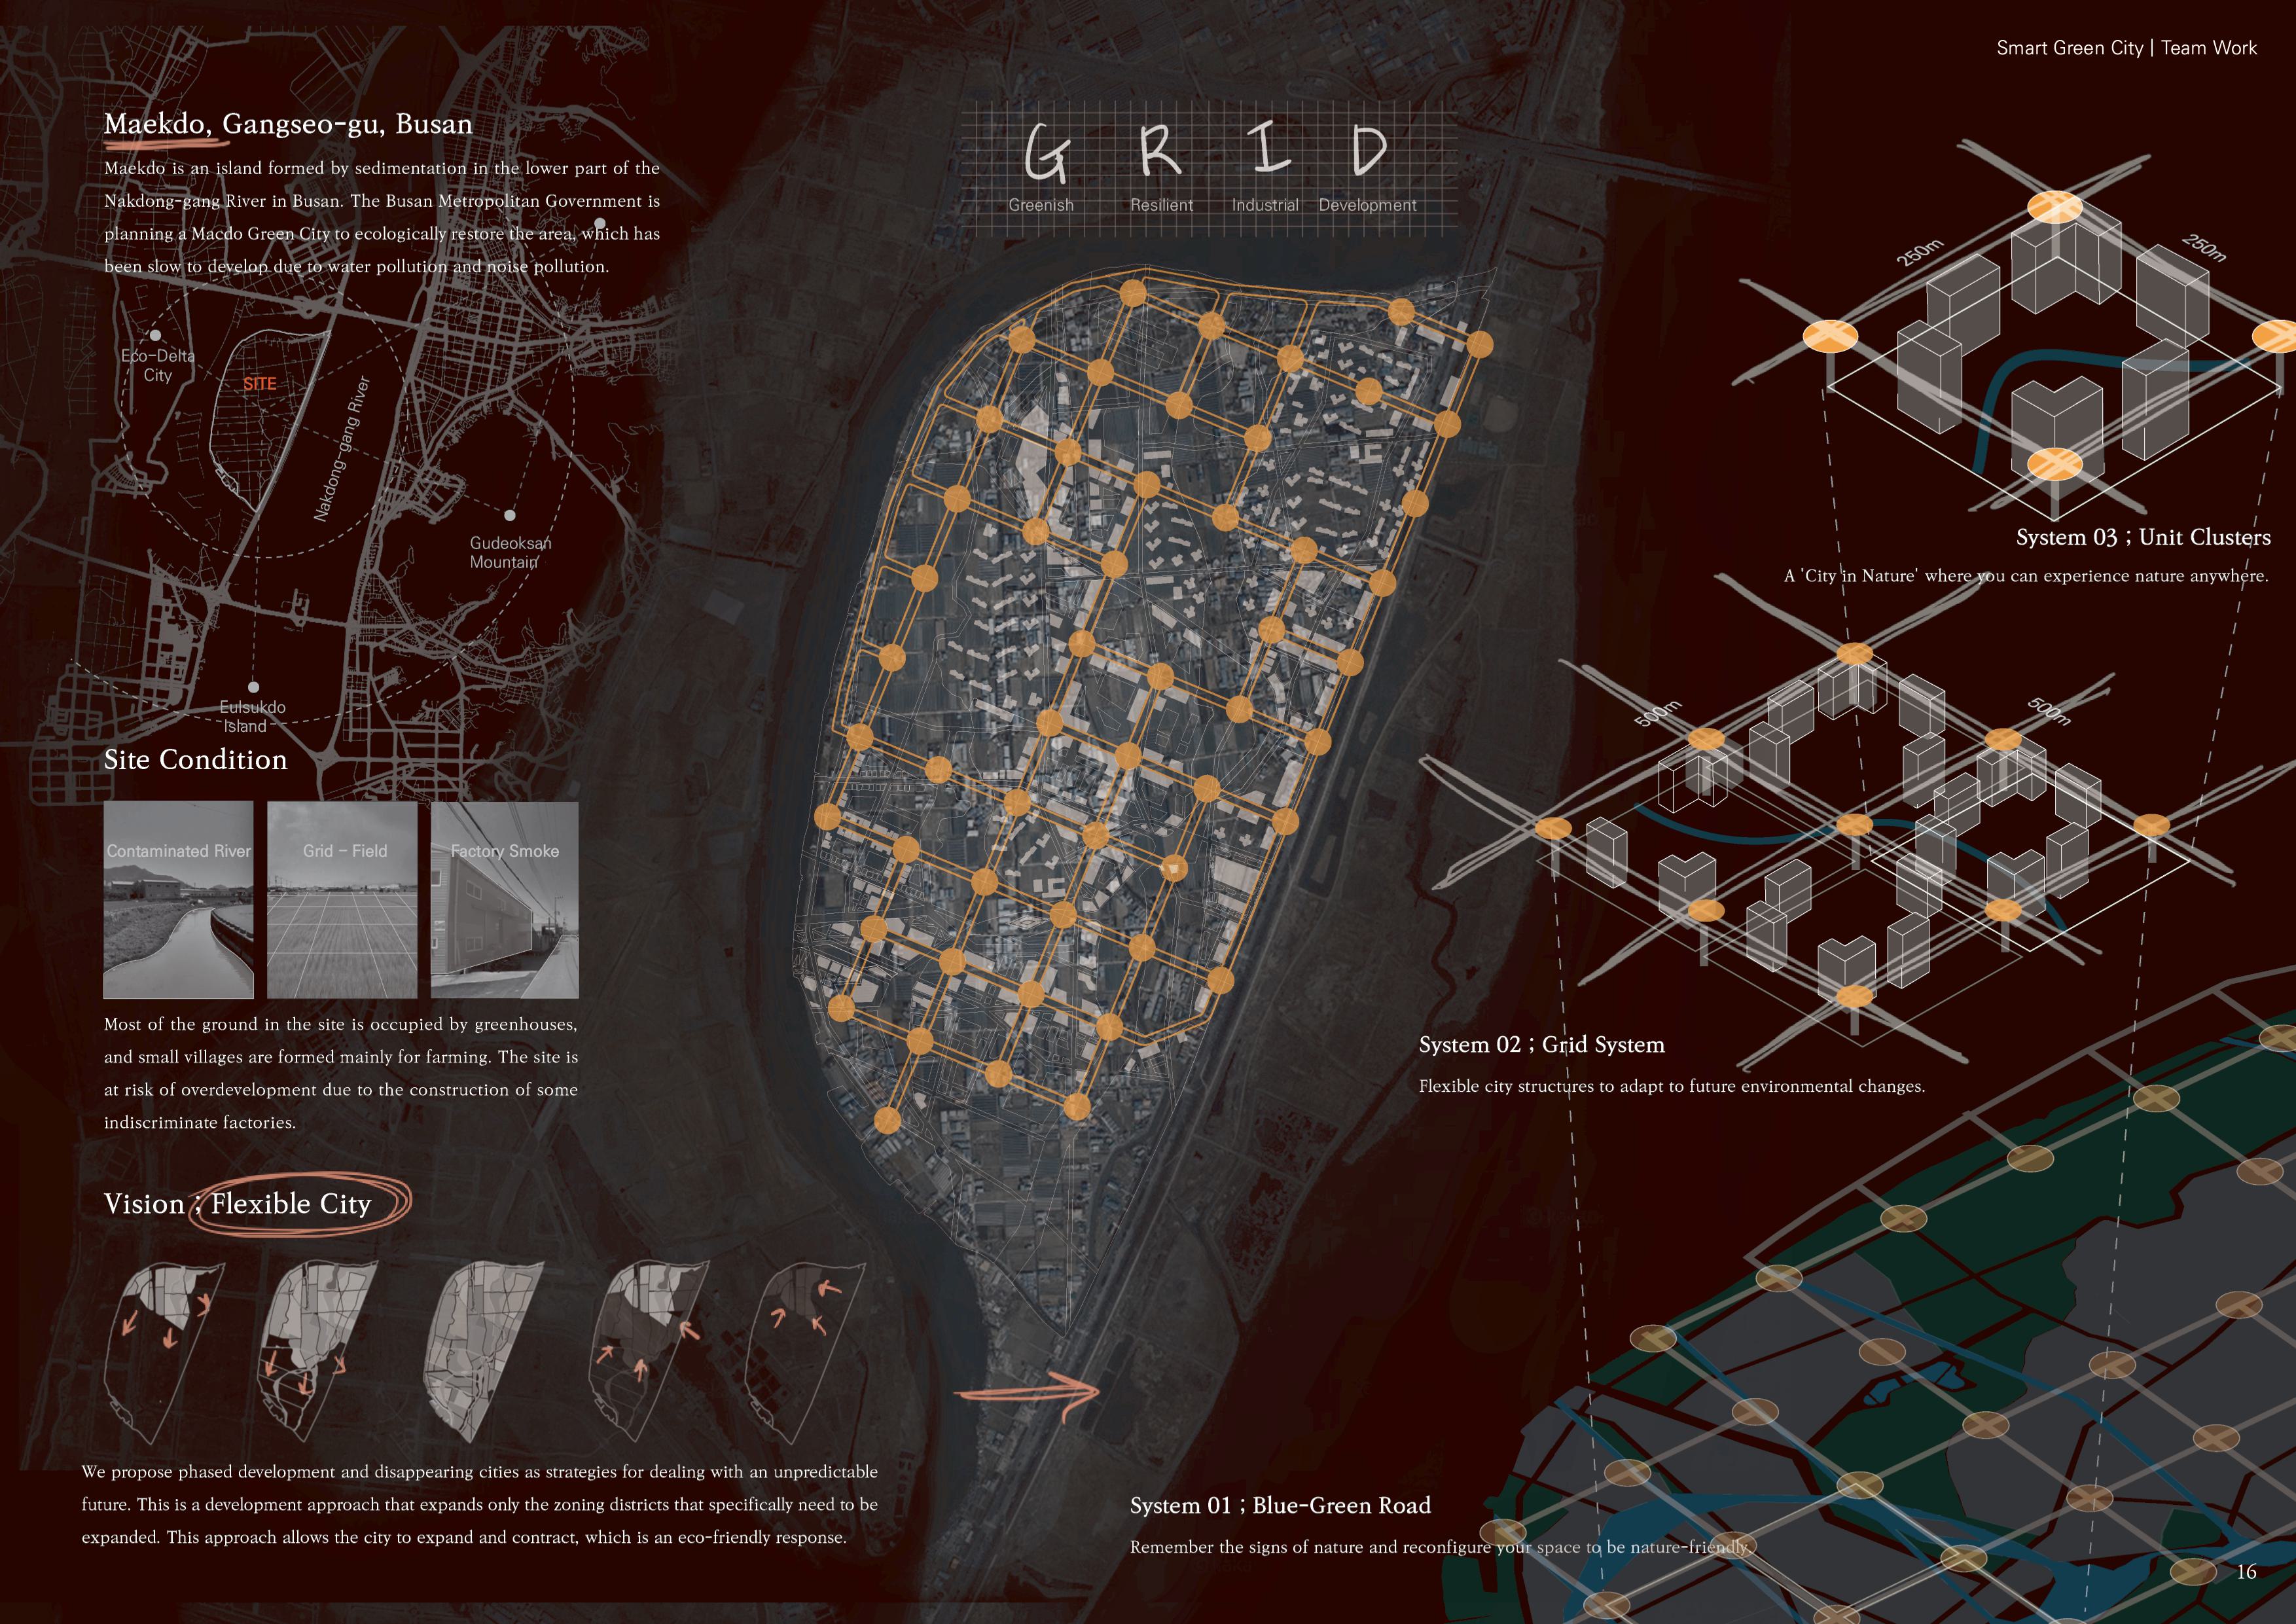 Smart Green City | Team Work
Maekdo, Gangseo-gu, Busan
Maekdo is an island formed by sedimentation in the lower part of the
Nakdong-gang River in Busan. The Busan Metropolitan Government is
planning a Macdo Green City to ecologically restore the area, which has
been slow to develop due to water pollution and noise pollution.
Eco-Delta
City
SITE
Nakdong-gang River
Gudeoksan
Mountain
Eulsukdo
Island
Site Condition
Contaminated River
Grid - Field
Factory Smoke
Most of the ground in the site is occupied by greenhouses,
and small villages are formed mainly for farming. The site is
at risk of overdevelopment due to the construction of some
indiscriminate factories.
Vision ; Flexible City
We propose phased development and disappearing cities as strategies for dealing with an unpredictable
future. This is a development approach that expands only the zoning districts that specifically need to be
expanded. This approach allows the city to expand and contract, which is an eco-friendly response.
G R I D
Greenish Resilient Industrial Development
250m
250m
System 03 ; Unit Clusters
A 'City in Nature' where you can experience nature anywhere.
500m
500m
System 02 ; Grid System
Flexible city structures to adapt to future environmental changes.
System 01 ; Blue-Green Road
Remember the signs of nature and reconfigure your space to be nature-friendly.
16